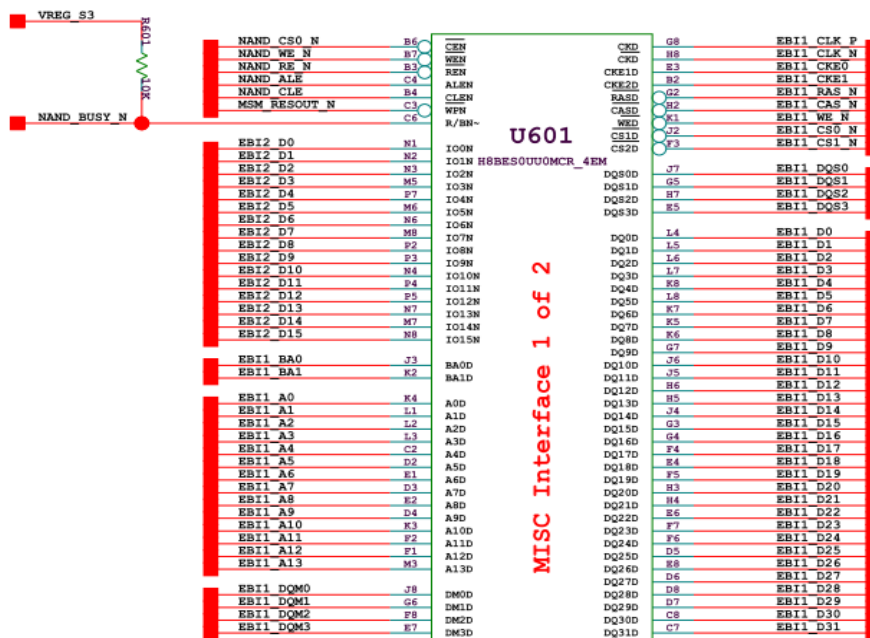 VREG_S3
R601
10K
NAND_BUSY_N
NAND_CS0_N B6 CEN
NAND_WE_N B7 WEN
NAND_RE_N B3 REN
NAND_ALE C4 ALEN
NAND_CLE B4 CLEN
MSM_RESOUT_N C3 WPN
C6 R/BN~
EBI2_D0 N1 IO0N
EBI2_D1 N2 IO1N
EBI2_D2 N3 IO2N
EBI2_D3 M5 IO3N
EBI2_D4 P7 IO4N
EBI2_D5 M6 IO5N
EBI2_D6 N6 IO6N
EBI2_D7 M8 IO7N
EBI2_D8 P2 IO8N
EBI2_D9 P3 IO9N
EBI2_D10 N4 IO10N
EBI2_D11 P4 IO11N
EBI2_D12 P5 IO12N
EBI2_D13 N7 IO13N
EBI2_D14 M7 IO14N
EBI2_D15 N8 IO15N
EBI1_BA0 J3 BA0D
EBI1_BA1 K2 BA1D
EBI1_A0 K4 A0D
EBI1_A1 L1 A1D
EBI1_A2 L2 A2D
EBI1_A3 L3 A3D
EBI1_A4 C2 A4D
EBI1_A5 D2 A5D
EBI1_A6 E1 A6D
EBI1_A7 D3 A7D
EBI1_A8 E2 A8D
EBI1_A9 D4 A9D
EBI1_A10 K3 A10D
EBI1_A11 F2 A11D
EBI1_A12 F1 A12D
EBI1_A13 M3 A13D
EBI1_DQM0 J8 DM0D
EBI1_DQM1 G6 DM1D
EBI1_DQM2 F8 DM2D
EBI1_DQM3 E7 DM3D
U601
H8BES0UU0MCR_4EM
MISC Interface 1 of 2
CKD G8 EBI1_CLK_P
CKD H8 EBI1_CLK_N
CKE1D E3 EBI1_CKE0
CKE2D B2 EBI1_CKE1
RASD G2 EBI1_RAS_N
CASD H2 EBI1_CAS_N
WED K1 EBI1_WE_N
CS1D J2 EBI1_CS0_N
CS2D F3 EBI1_CS1_N
DQS0D J7 EBI1_DQS0
DQS1D G5 EBI1_DQS1
DQS2D H7 EBI1_DQS2
DQS3D E5 EBI1_DQS3
DQ0D L4 EBI1_D0
DQ1D L5 EBI1_D1
DQ2D L6 EBI1_D2
DQ3D L7 EBI1_D3
DQ4D K8 EBI1_D4
DQ5D L8 EBI1_D5
DQ6D K7 EBI1_D6
DQ7D K5 EBI1_D7
DQ8D K6 EBI1_D8
DQ9D G7 EBI1_D9
DQ10D J6 EBI1_D10
DQ11D J5 EBI1_D11
DQ12D H6 EBI1_D12
DQ13D H5 EBI1_D13
DQ14D J4 EBI1_D14
DQ15D G3 EBI1_D15
DQ16D G4 EBI1_D16
DQ17D F4 EBI1_D17
DQ18D E4 EBI1_D18
DQ19D F5 EBI1_D19
DQ20D H3 EBI1_D20
DQ21D H4 EBI1_D21
DQ22D E6 EBI1_D22
DQ23D F7 EBI1_D23
DQ24D F6 EBI1_D24
DQ25D D5 EBI1_D25
DQ26D E8 EBI1_D26
DQ27D D6 EBI1_D27
DQ28D D8 EBI1_D28
DQ29D D7 EBI1_D29
DQ30D C8 EBI1_D30
DQ31D C7 EBI1_D31